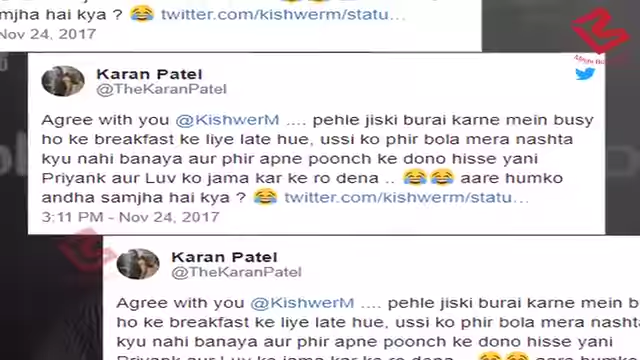 samjha hai kya ? 😂 twitter.com/kishwerm/statu...
Nov 24, 2017
Karan Patel
@TheKaranPatel
Agree with you @KishwerM .... pehle jiski burai karne mein busy
ho ke breakfast ke liye late hue, ussi ko phir bola mera nashta
kyu nahi banaya aur phir apne poonch ke dono hisse yani
Priyank aur Luv ko jama kar ke ro dena .. 😂😂 aare humko
andha samjha hai kya ? 😂 twitter.com/kishwerm/statu...
3:11 PM - Nov 24, 2017
Karan Patel
@TheKaranPatel
Agree with you @KishwerM .... pehle jiski burai karne mein b
ho ke breakfast ke liye late hue, ussi ko phir bola mera nashta
kyu nahi banaya aur phir apne poonch ke dono hisse yani
Priyank aur Luv ko jama kar ke ro dena .. 😂😂 aare humko